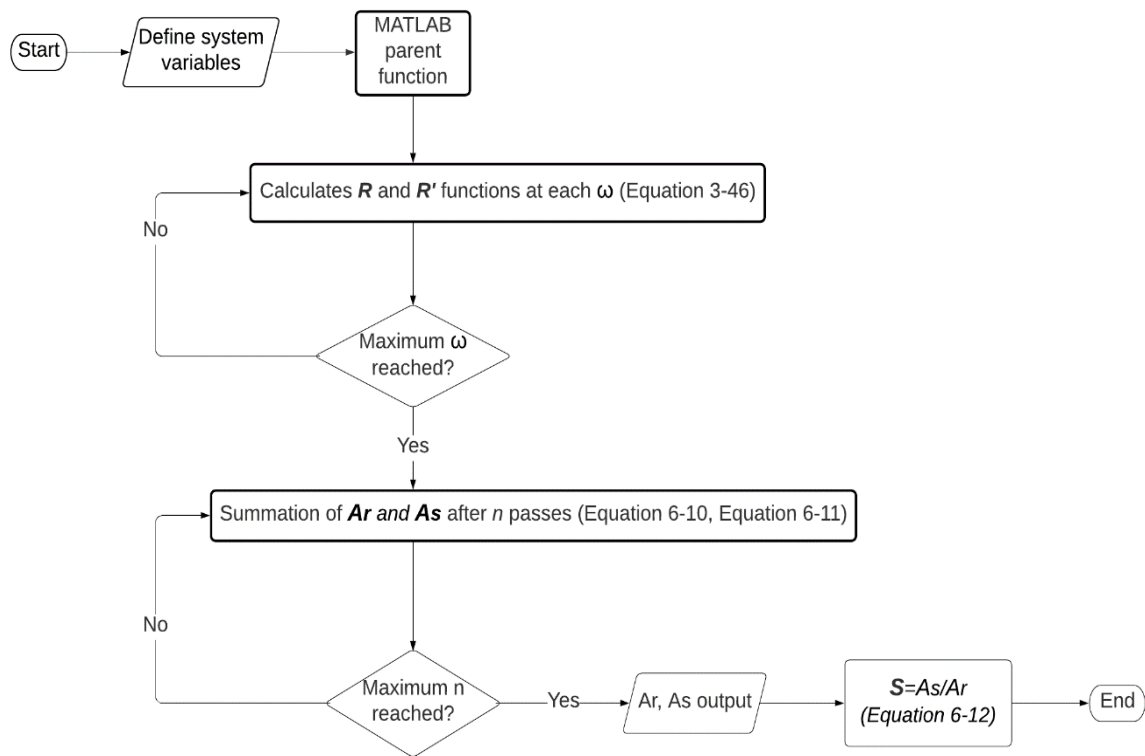 Start
Define system
variables
MATLAB
parent
function
Calculates R and R' functions at each ω (Equation 3-46)
No
Maximum ω
reached?
Yes
Summation of Ar and As after n passes (Equation 6-10, Equation 6-11)
No
Maximum n
reached?
Yes
Ar, As output
S=As/Ar
(Equation 6-12)
End